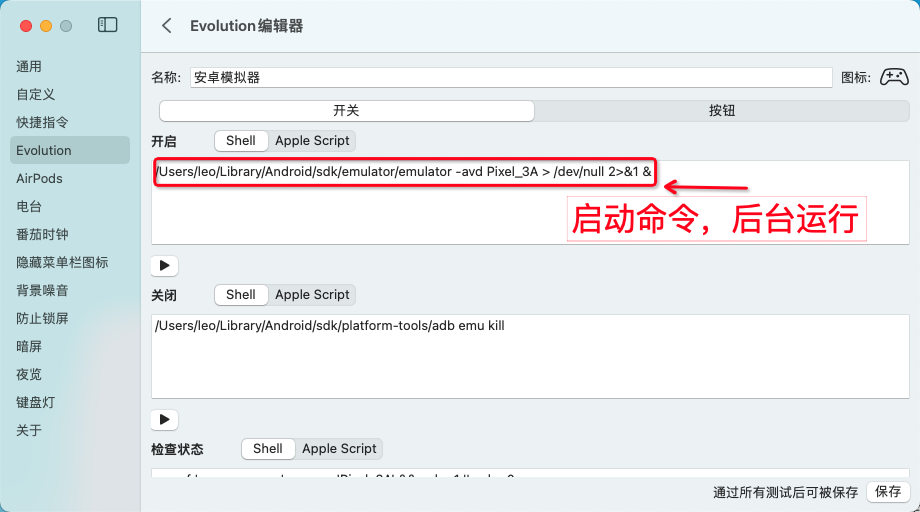 Evolution编辑器
通用
自定义
快捷指令
Evolution
AirPods
电台
番茄时钟
隐藏菜单栏图标
背景噪音
防止锁屏
暗屏
夜览
键盘灯
关于
名称: 安卓模拟器 图标:
开关 按钮
开启 Shell Apple Script
/Users/leo/Library/Android/sdk/emulator/emulator -avd Pixel_3A > /dev/null 2>&1 &
启动命令，后台运行
关闭 Shell Apple Script
/Users/leo/Library/Android/sdk/platform-tools/adb emu kill
检查状态 Shell Apple Script
通过所有测试后可被保存 保存